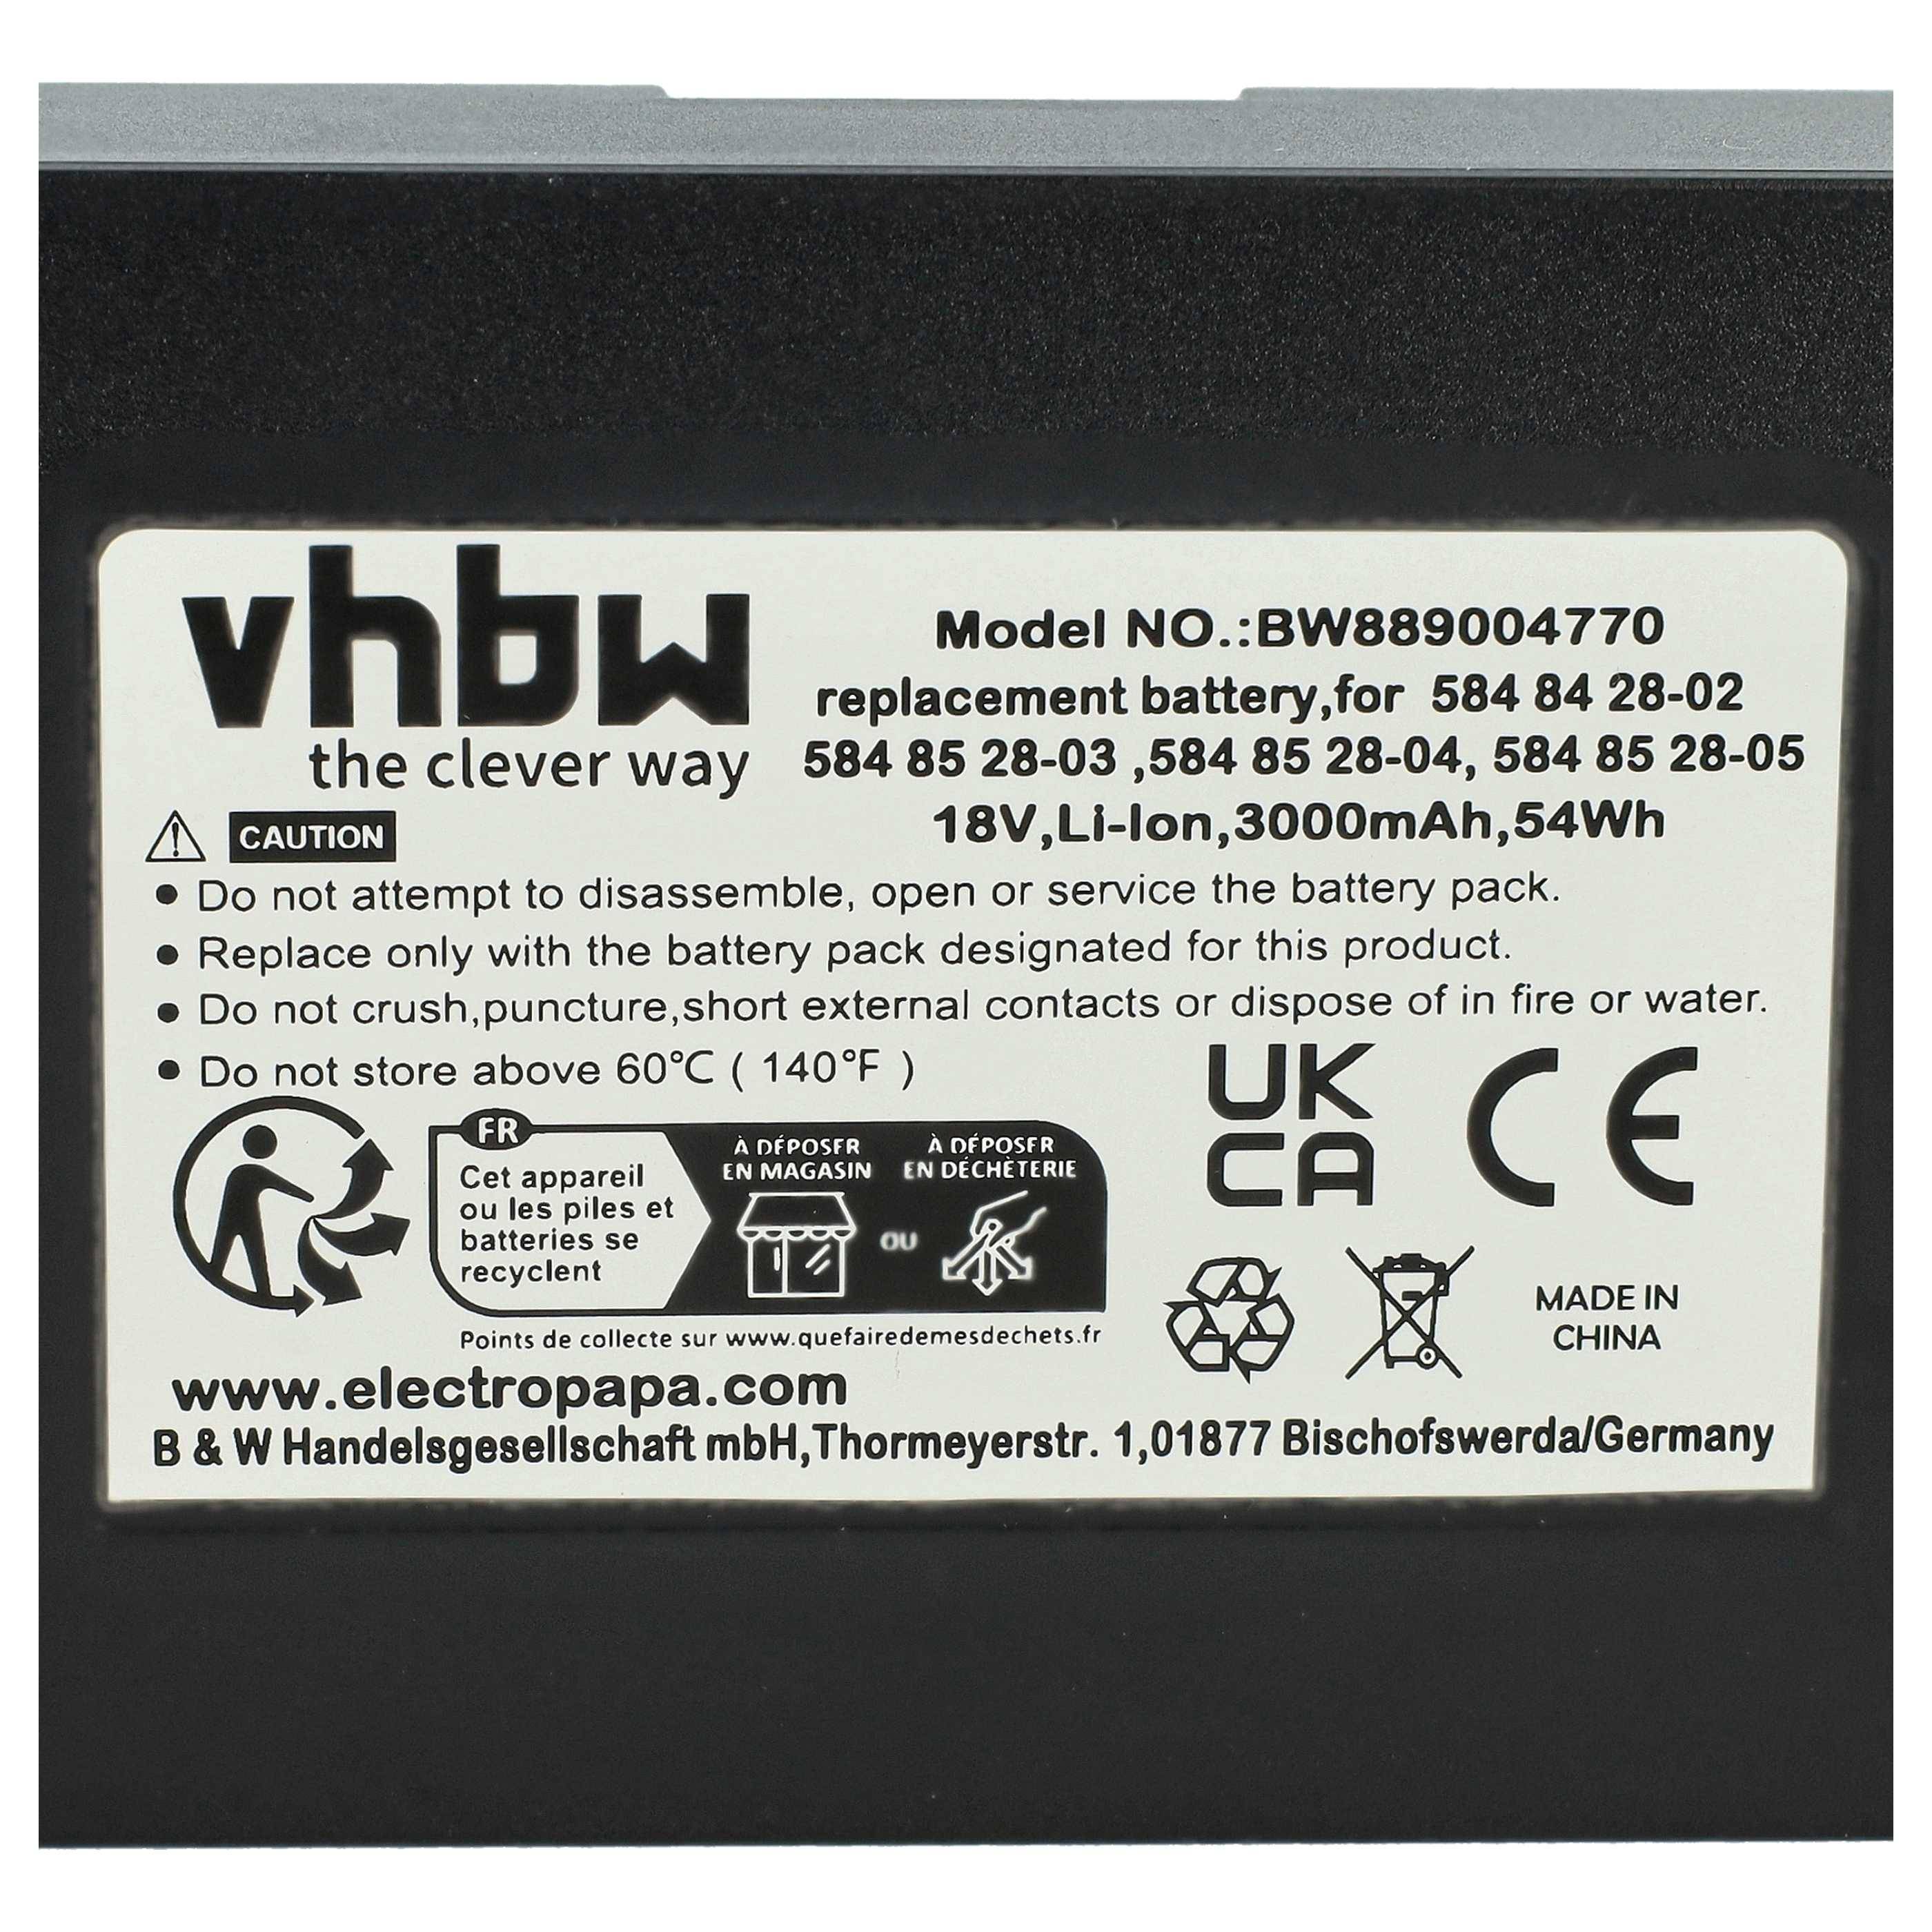 vhbw
the clever way
Model NO.:BW889004770
replacement battery,for 584 84 28-02
584 85 28-03 ,584 85 28-04, 584 85 28-05
18V,Li-Ion,3000mAh,54Wh
CAUTION
• Do not attempt to disassemble, open or service the battery pack.
• Replace only with the battery pack designated for this product.
• Do not crush,puncture,short external contacts or dispose of in fire or water.
• Do not store above 60°C ( 140°F )
UK
CA
CE
FR
Cet appareil
ou les piles et
batteries se
recyclent
À DÉPOSER
EN MAGASIN
OU
À DÉPOSER
EN DÉCHÈTERIE
Points de collecte sur www.quefairedemesdechets.fr
MADE IN
CHINA
www.electropapa.com
B & W Handelsgesellschaft mbH,Thormeyerstr. 1,01877 Bischofswerda/Germany